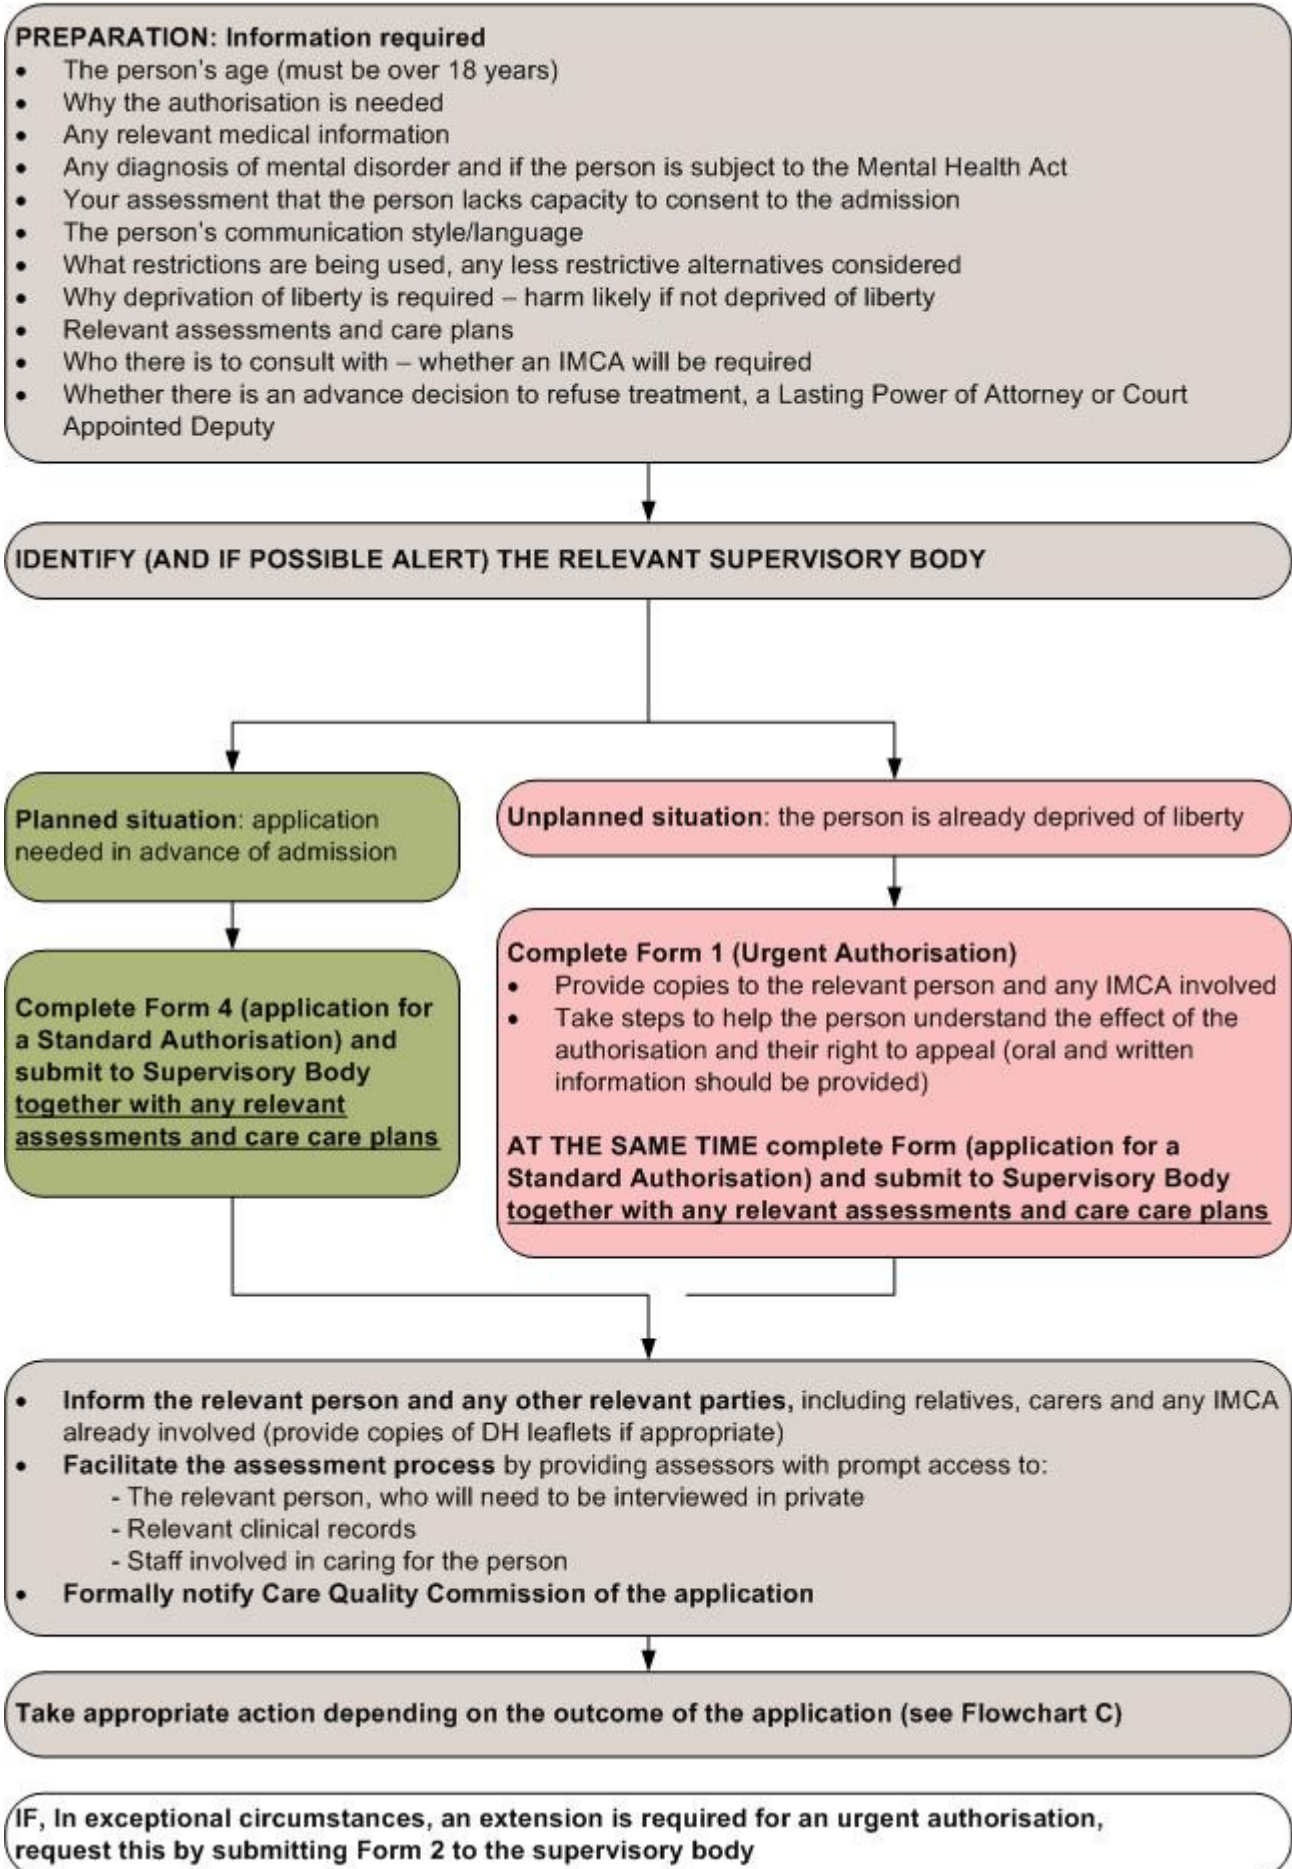 PREPARATION: Information required
• The person's age (must be over 18 years)
• Why the authorisation is needed
• Any relevant medical information
• Any diagnosis of mental disorder and if the person is subject to the Mental Health Act
• Your assessment that the person lacks capacity to consent to the admission
• The person's communication style/language
• What restrictions are being used, any less restrictive alternatives considered
• Why deprivation of liberty is required – harm likely if not deprived of liberty
• Relevant assessments and care plans
• Who there is to consult with – whether an IMCA will be required
• Whether there is an advance decision to refuse treatment, a Lasting Power of Attorney or Court
Appointed Deputy
IDENTIFY (AND IF POSSIBLE ALERT) THE RELEVANT SUPERVISORY BODY
Planned situation: application
needed in advance of admission
Complete Form 4 (application for
a Standard Authorisation) and
submit to Supervisory Body
together with any relevant
assessments and care care plans
Unplanned situation: the person is already deprived of liberty
Complete Form 1 (Urgent Authorisation)
• Provide copies to the relevant person and any IMCA involved
• Take steps to help the person understand the effect of the
authorisation and their right to appeal (oral and written
information should be provided)
AT THE SAME TIME complete Form (application for a
Standard Authorisation) and submit to Supervisory Body
together with any relevant assessments and care care plans
• Inform the relevant person and any other relevant parties, including relatives, carers and any IMCA
already involved (provide copies of DH leaflets if appropriate)
• Facilitate the assessment process by providing assessors with prompt access to:
- The relevant person, who will need to be interviewed in private
- Relevant clinical records
- Staff involved in caring for the person
• Formally notify Care Quality Commission of the application
Take appropriate action depending on the outcome of the application (see Flowchart C)
IF, In exceptional circumstances, an extension is required for an urgent authorisation,
request this by submitting Form 2 to the supervisory body